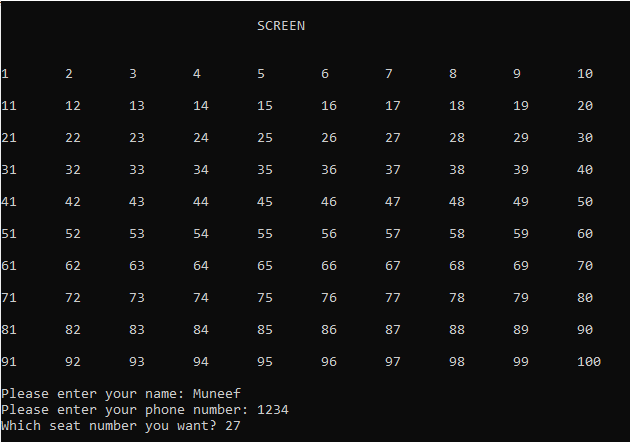 SCREEN
1 2 3 4 5 6 7 8 9 10
11 12 13 14 15 16 17 18 19 20
21 22 23 24 25 26 27 28 29 30
31 32 33 34 35 36 37 38 39 40
41 42 43 44 45 46 47 48 49 50
51 52 53 54 55 56 57 58 59 60
61 62 63 64 65 66 67 68 69 70
71 72 73 74 75 76 77 78 79 80
81 82 83 84 85 86 87 88 89 90
91 92 93 94 95 96 97 98 99 100
Please enter your name: Muneef
Please enter your phone number: 1234
Which seat number you want? 27